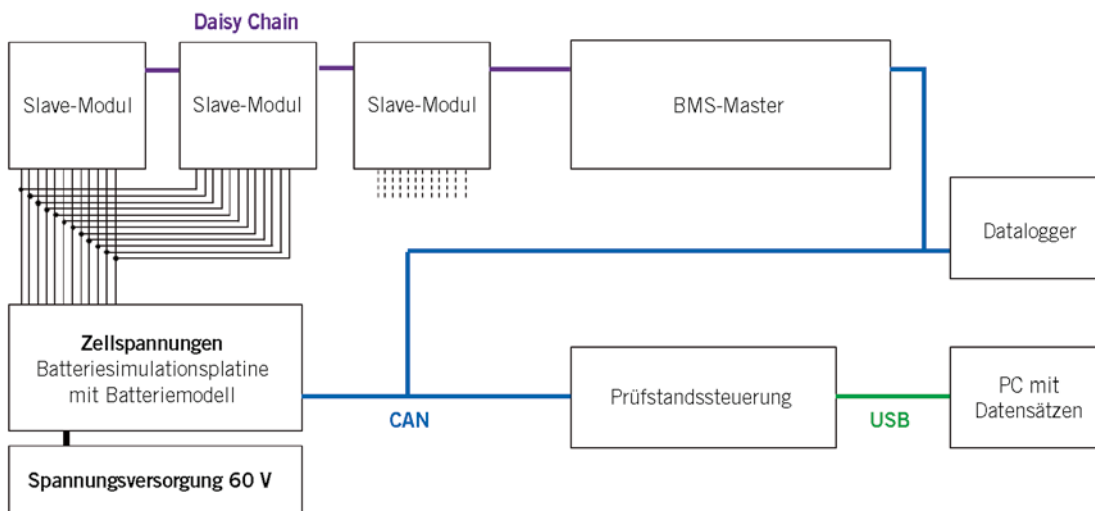 Daisy Chain
Slave-Modul
Slave-Modul
Slave-Modul
BMS-Master
Datalogger
Zellspannungen
Batteriesimulationsplatine
mit Batteriemodell
CAN
Prüfstandssteuerung
USB
PC mit
Datensätzen
Spannungsversorgung 60 V